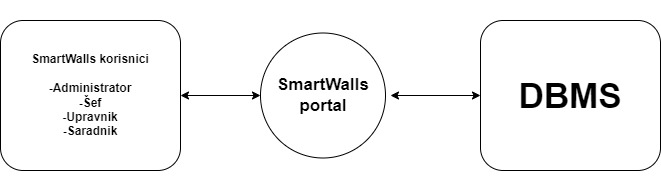 SmartWalls korisnici
-Administrator
-Šef
-Upravnik
-Saradnik
SmartWalls
portal
DBMS